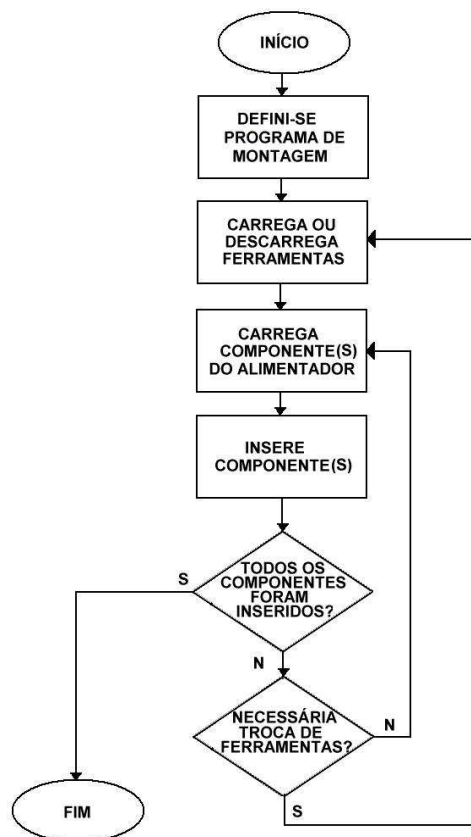 INÍCIO
DEFINI-SE
PROGRAMA DE
MONTAGEM
CARREGA OU
DESCARREGA
FERRAMENTAS
CARREGA
COMPONENTE(S)
DO ALIMENTADOR
INSERE
COMPONENTE(S)
TODOS OS
COMPONENTES
FORAM
INSERIDOS?
S
N
NECESSÁRIA
TROCA DE
FERRAMENTAS?
N
S
FIM